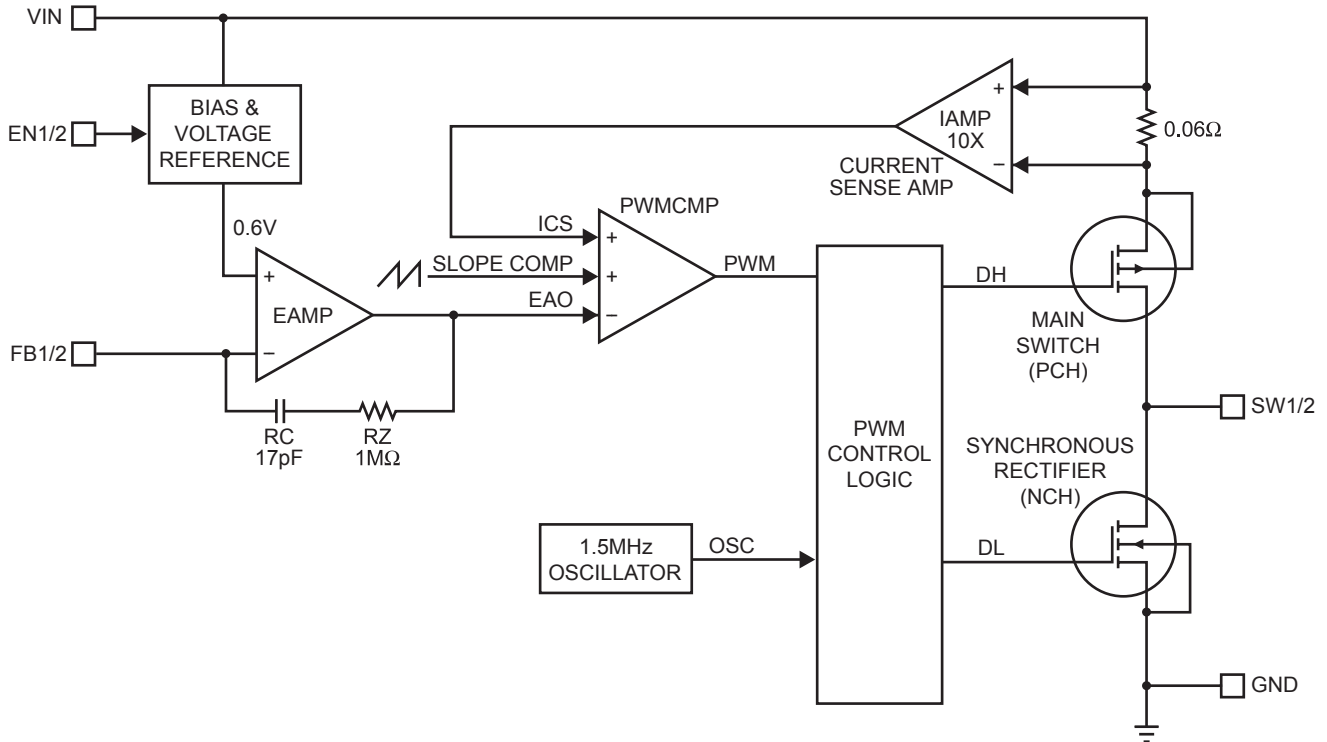 VIN
BIAS &
VOLTAGE
REFERENCE
EN1/2
+
IAMP
10X
−
0.06Ω
CURRENT
SENSE AMP
PWMCMP
0.6V
ICS
+
SLOPE COMP
+
PWM
EAO
−
+
EAMP
−
FB1/2
RC
17pF
RZ
1MΩ
DH
MAIN
SWITCH
(PCH)
SW1/2
PWM
CONTROL
LOGIC
SYNCHRONOUS
RECTIFIER
(NCH)
1.5MHz
OSCILLATOR
OSC
DL
GND